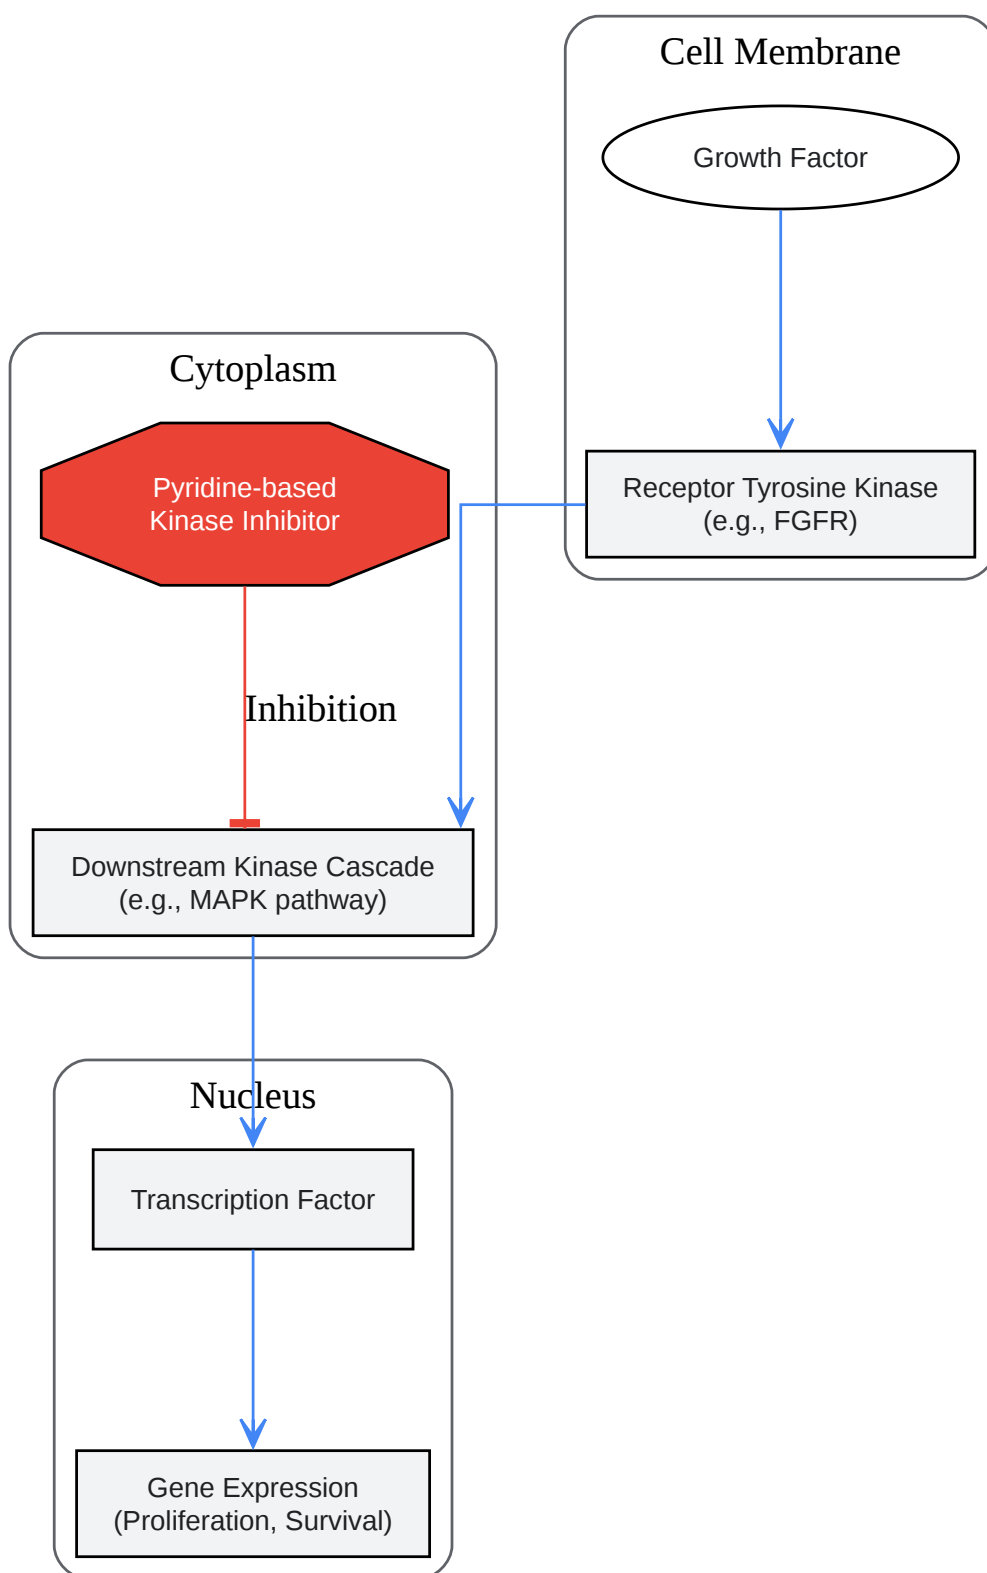 Cell Membrane
Growth Factor
Receptor Tyrosine Kinase
(e.g., FGFR)
Cytoplasm
Pyridine-based
Kinase Inhibitor
Inhibition
Downstream Kinase Cascade
(e.g., MAPK pathway)
Nucleus
Transcription Factor
Gene Expression
(Proliferation, Survival)